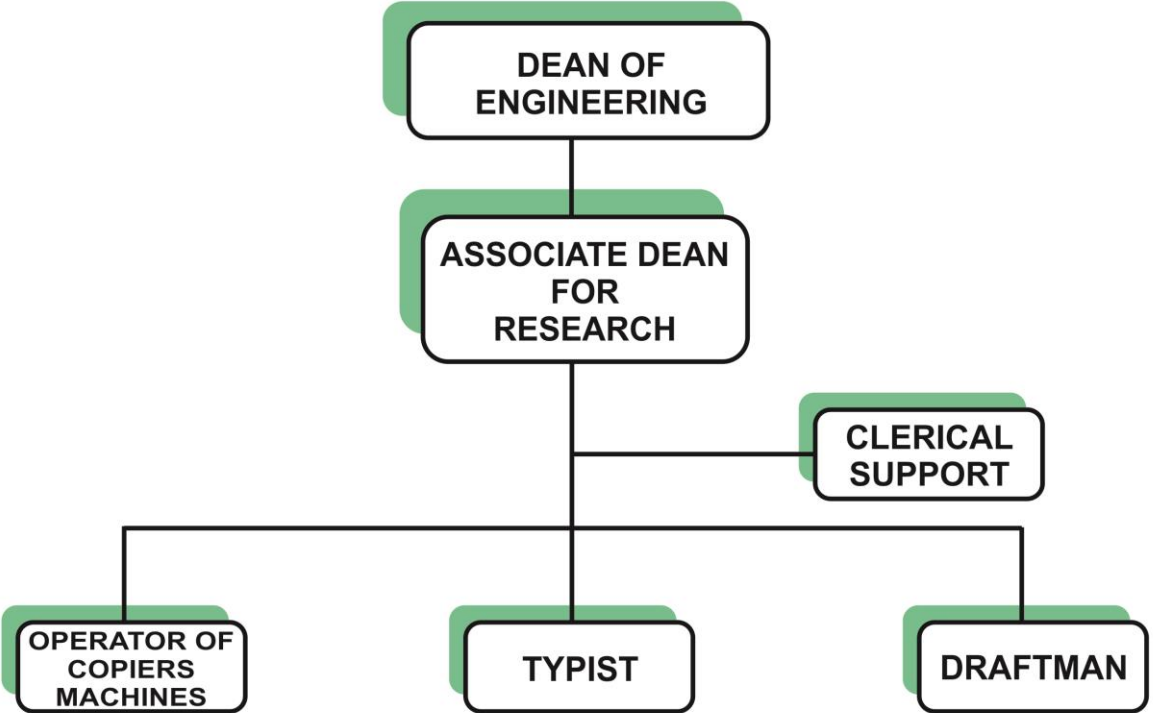 DEAN OF
ENGINEERING
ASSOCIATE DEAN
FOR
RESEARCH
CLERICAL
SUPPORT
OPERATOR OF
COPIERS
MACHINES
TYPIST
DRAFTMAN